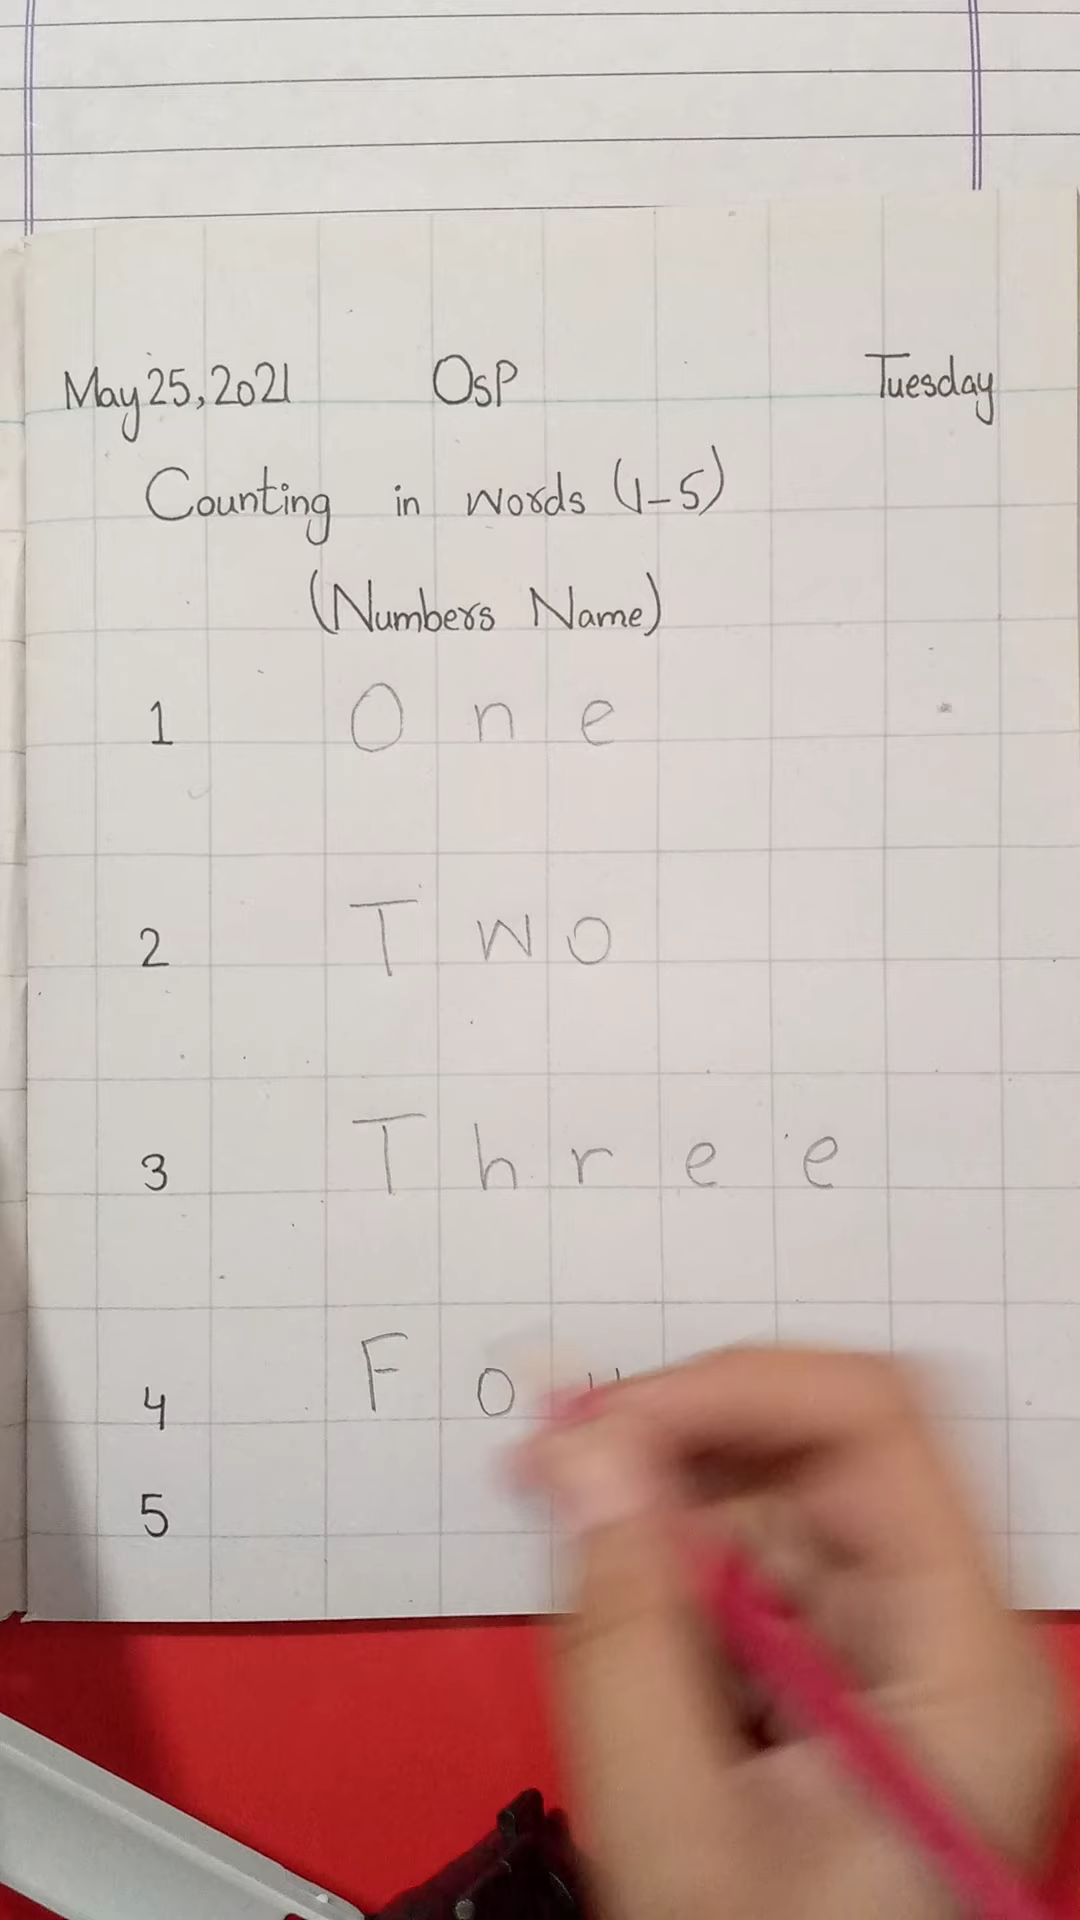 May 25, 2021 OsP Tuesday
Counting in words (1-5)
(Numbers Name)
1 One
2 Two
3 Three
4 Fo
5